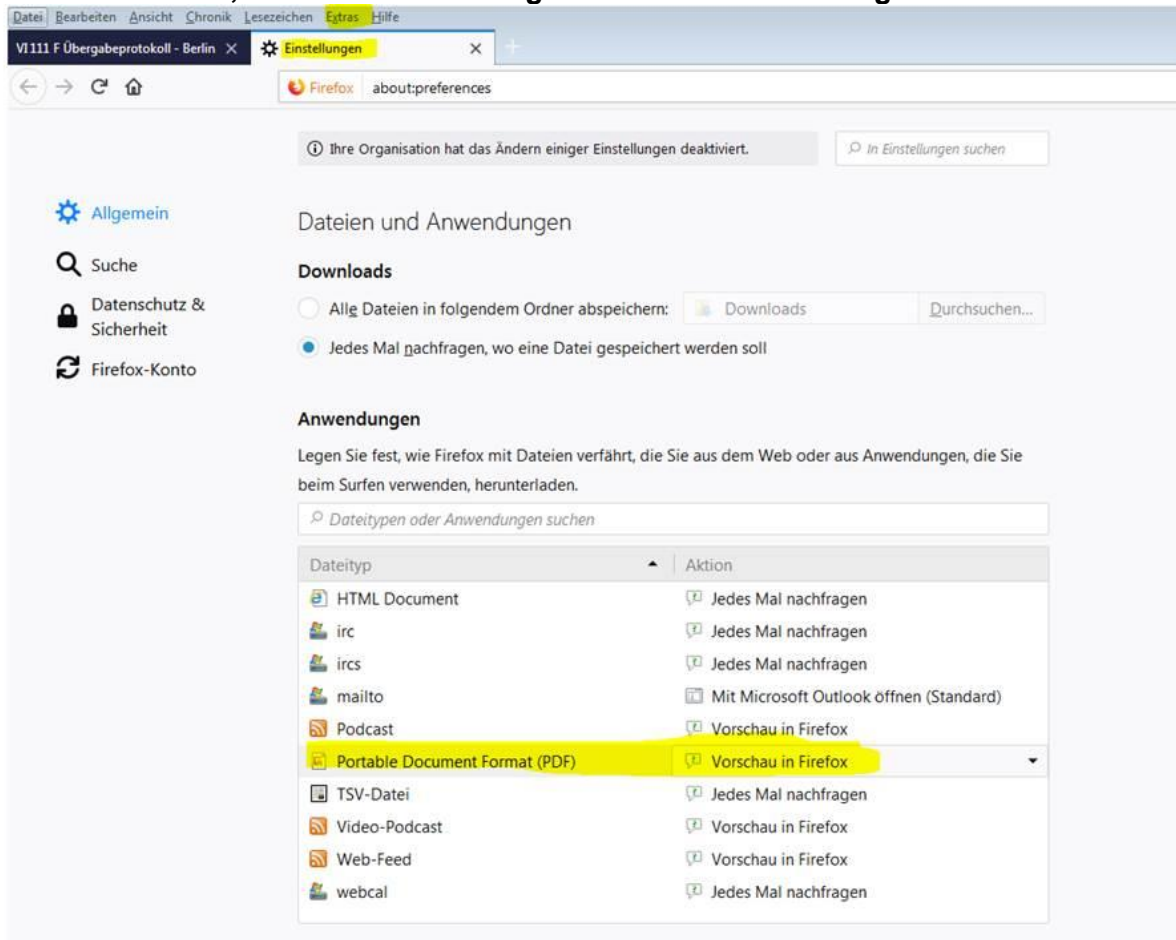 Datei Bearbeiten Ansicht Chronik Lesezeichen Extras Hilfe
VI 111 F Übergabeprotokoll - Berlin Einstellungen
Firefox about:preferences
Ihre Organisation hat das Ändern einiger Einstellungen deaktiviert. In Einstellungen suchen
Allgemein
Suche
Datenschutz &
Sicherheit
Firefox-Konto
Dateien und Anwendungen
Downloads
Alle Dateien in folgendem Ordner abspeichern: Downloads Durchsuchen...
Jedes Mal nachfragen, wo eine Datei gespeichert werden soll
Anwendungen
Legen Sie fest, wie Firefox mit Dateien verfährt, die Sie aus dem Web oder aus Anwendungen, die Sie
beim Surfen verwenden, herunterladen.
Dateitypen oder Anwendungen suchen
Dateityp Aktion
HTML Document Jedes Mal nachfragen
irc Jedes Mal nachfragen
ircs Jedes Mal nachfragen
mailto Mit Microsoft Outlook öffnen (Standard)
Podcast Vorschau in Firefox
Portable Document Format (PDF) Vorschau in Firefox
TSV-Datei Jedes Mal nachfragen
Video-Podcast Vorschau in Firefox
Web-Feed Vorschau in Firefox
webcal Jedes Mal nachfragen